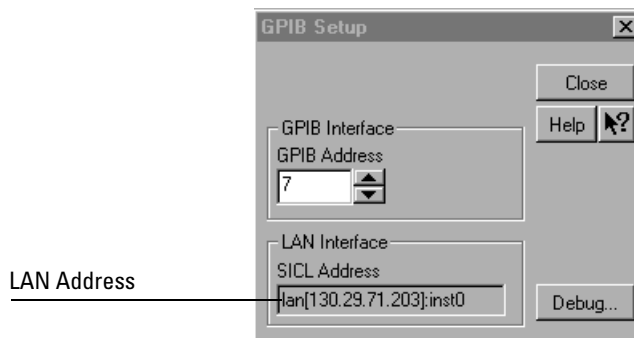 GPIB Setup
Close
Help
GPIB Interface
GPIB Address
7
LAN Interface
SICL Address
LAN Address
lan[130.29.71.203]:inst0
Debug...